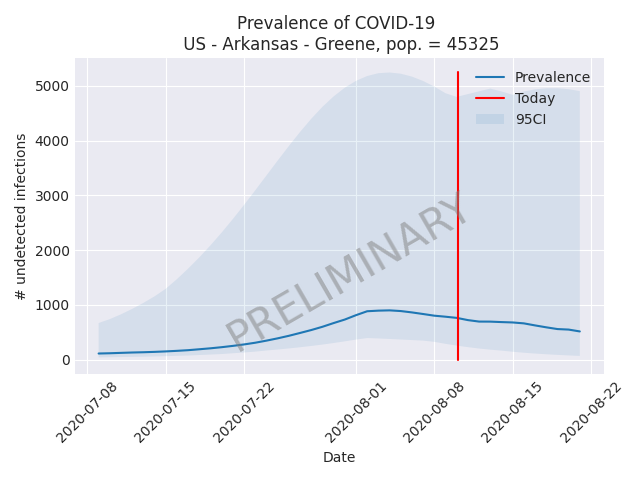 Prevalence of COVID-19
US - Arkansas - Greene, pop. = 45325
# undetected infections
5000
4000
3000
2000
1000
0
Prevalence
Today
95CI
PRELIMINARY
2020-07-08
2020-07-15
2020-07-22
2020-08-01
2020-08-08
2020-08-15
2020-08-22
Date